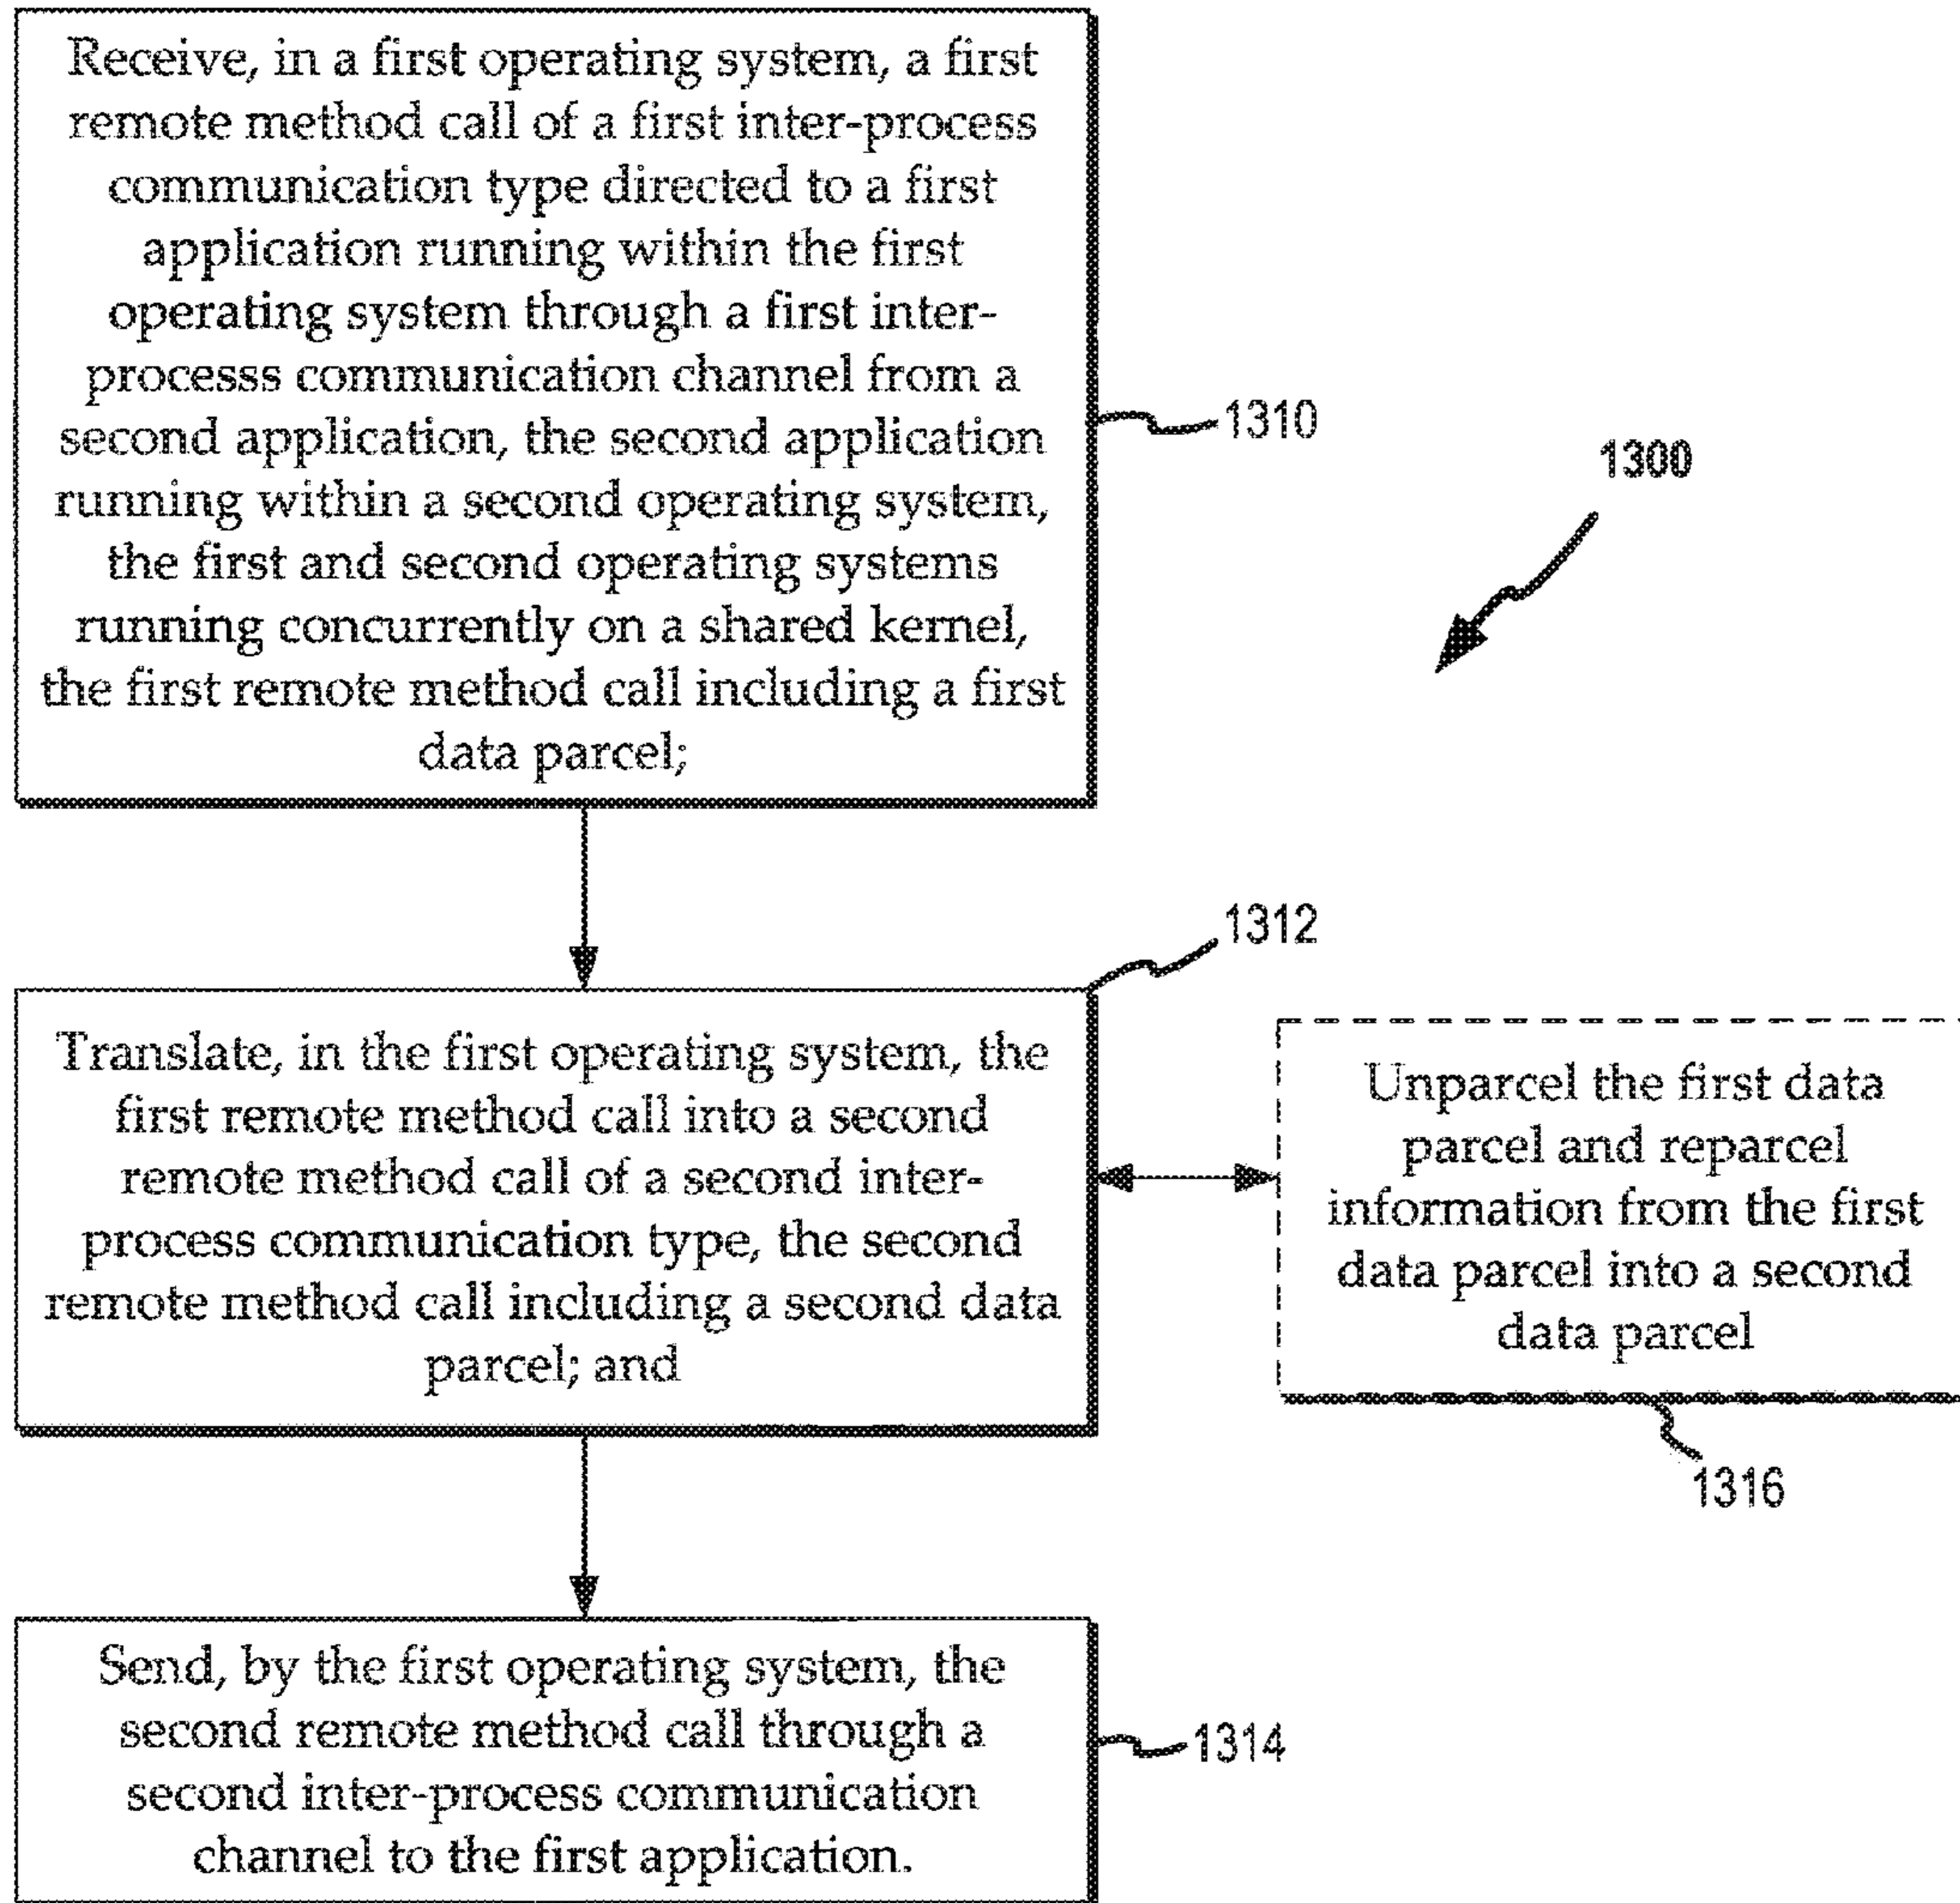 Receive, in a first operating system, a first
remote method call of a first inter-process
communication type directed to a first
application running within the first
operating system through a first inter-
processs communication channel from a
second application, the second application
running within a second operating system,
the first and second operating systems
running concurrently on a shared kernel,
the first remote method call including a first
data parcel;
1310
1300
1312
Translate, in the first operating system, the
first remote method call into a second
remote method call of a second inter-
process communication type, the second
remote method call including a second data
parcel; and
Unparcel the first data
parcel and reparcel
information from the first
data parcel into a second
data parcel
1316
Send, by the first operating system, the
second remote method call through a
second inter-process communication
channel to the first application.
1314